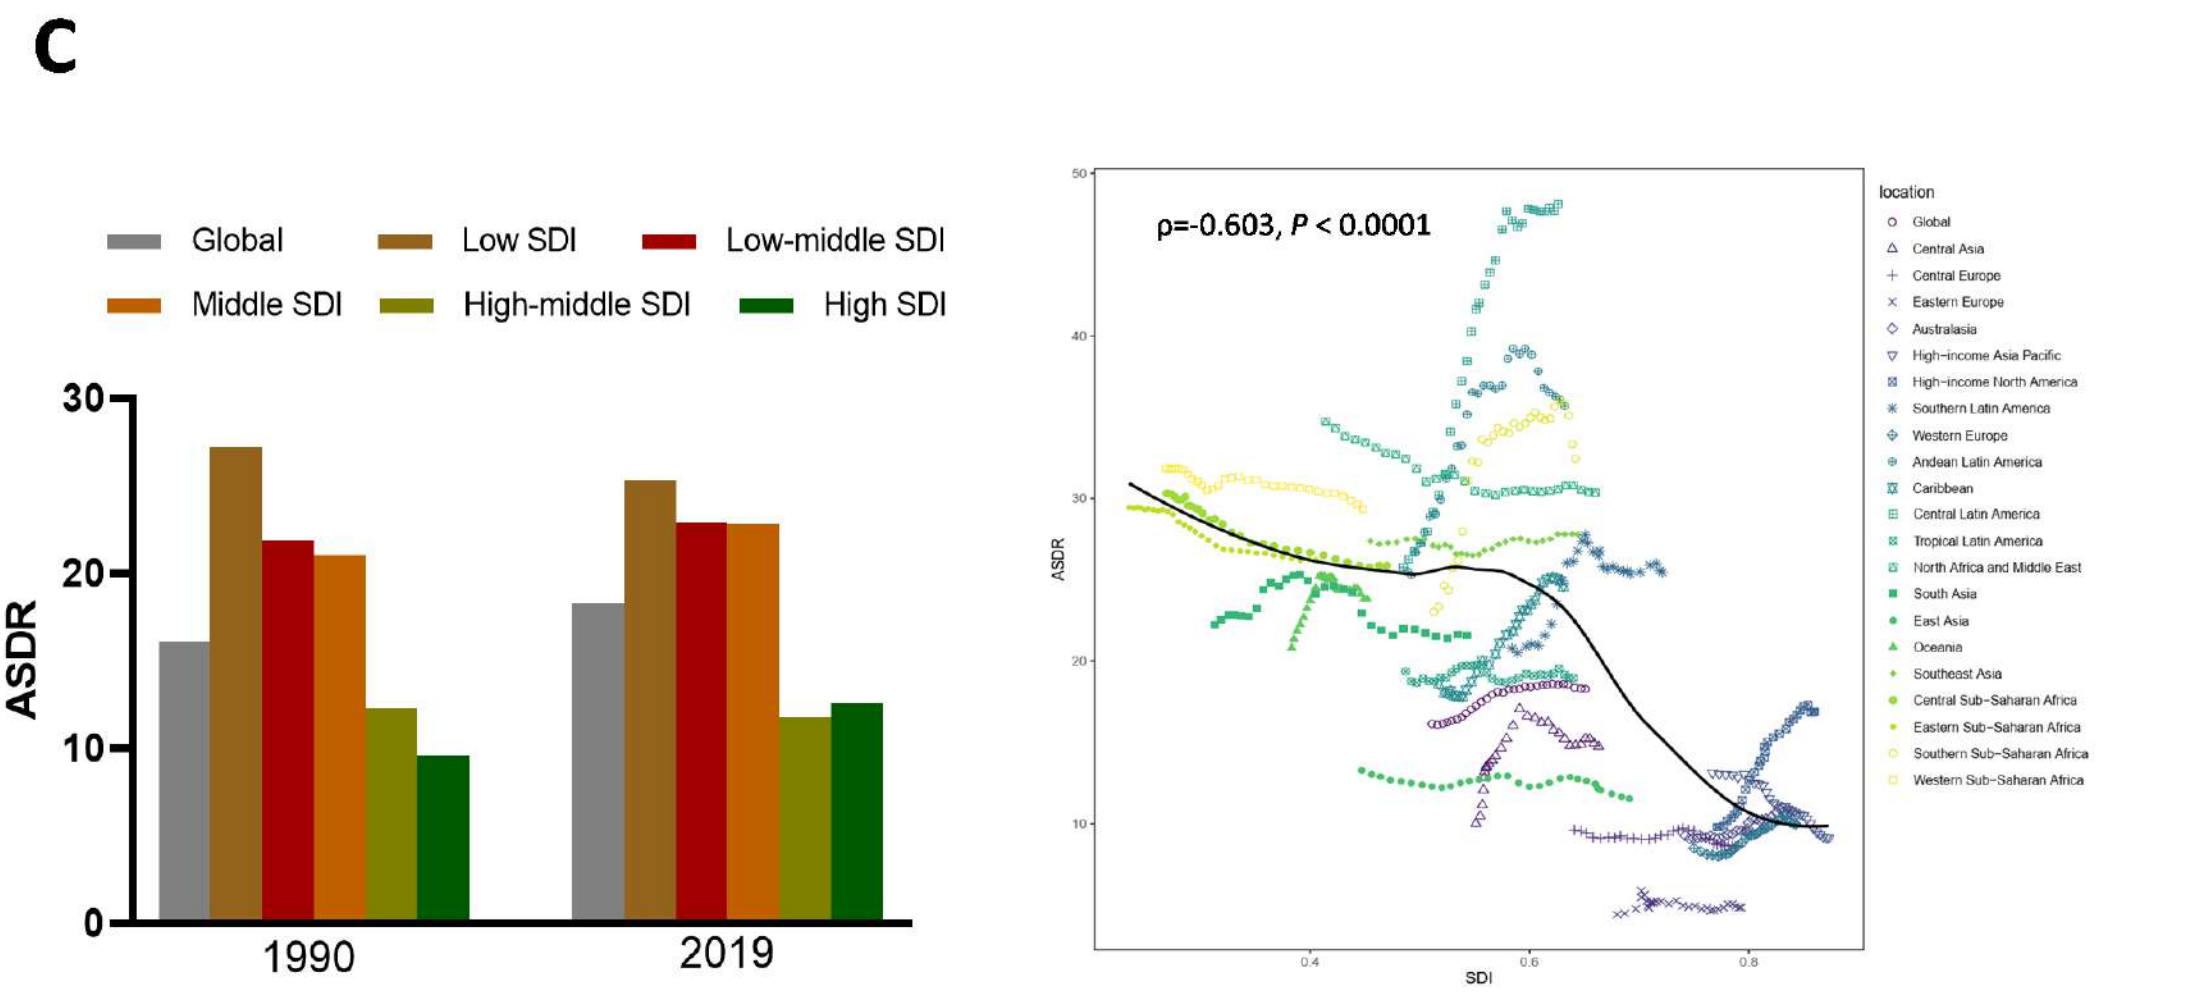 C
Global Low SDI Low-middle SDI
Middle SDI High-middle SDI High SDI
30
20
10
0
ASDR
1990 2019
50
40
30
20
10
ASDR
ρ=-0.603, P < 0.0001
0.4 0.6 0.8
SDI
location
Global
Central Asia
Central Europe
Eastern Europe
Australasia
High-income Asia Pacific
High-income North America
Southern Latin America
Western Europe
Andean Latin America
Caribbean
Central Latin America
Tropical Latin America
North Africa and Middle East
South Asia
East Asia
Oceania
Southeast Asia
Central Sub-Saharan Africa
Eastern Sub-Saharan Africa
Southern Sub-Saharan Africa
Western Sub-Saharan Africa